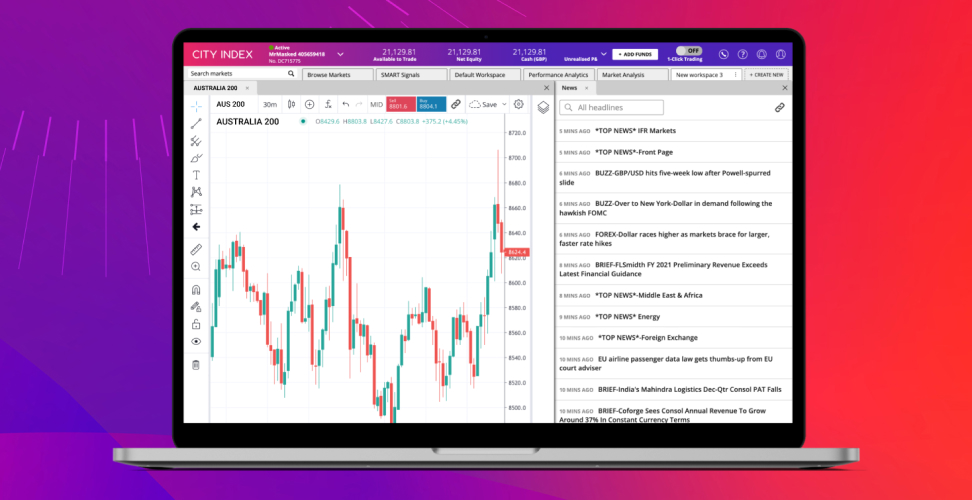 CITY INDEX
Active
MrMasked 405659418
No. DC715775
21,129.81
Available to Trade
21,129.81
Net Equity
21,129.81
Cash (GBP)
Unrealised P&
+ ADD FUNDS
OFF
1-Click Trading
Search markets
Browse Markets
SMART Signals
Default Workspace
Performance Analytics
Market Analysis
New workspace 3
+ CREATE NEW
AUSTRALIA 200 ×
AUS 200
30m
MID
Sell
8801.6
Buy
8804.1
Save
AUSTRALIA 200
O8429.6 H8803.8 L8427.6 C8803.8 +375.2 (+4.45%)
8720.0
8700.0
8680.0
8660.0
8640.0
8624.4
8620.0
8600.0
8580.0
8560.0
8540.0
8520.0
8500.0
News ×
All headlines
5 MINS AGO *TOP NEWS* IFR Markets
5 MINS AGO *TOP NEWS*-Front Page
6 MINS AGO BUZZ-GBP/USD hits five-week low after Powell-spurred
slide
6 MINS AGO BUZZ-Over to New York-Dollar in demand following the
hawkish FOMC
6 MINS AGO FOREX-Dollar races higher as markets brace for larger,
faster rate hikes
8 MINS AGO BRIEF-FLSmidth FY 2021 Preliminary Revenue Exceeds
Latest Financial Guidance
8 MINS AGO *TOP NEWS*-Middle East & Africa
9 MINS AGO *TOP NEWS* Energy
10 MINS AGO *TOP NEWS*-Foreign Exchange
10 MINS AGO EU airline passenger data law gets thumbs-up from EU
court adviser
10 MINS AGO BRIEF-India's Mahindra Logistics Dec-Qtr Consol PAT Falls
10 MINS AGO BRIEF-Coforge Sees Consol Annual Revenue To Grow
Around 37% In Constant Currency Terms